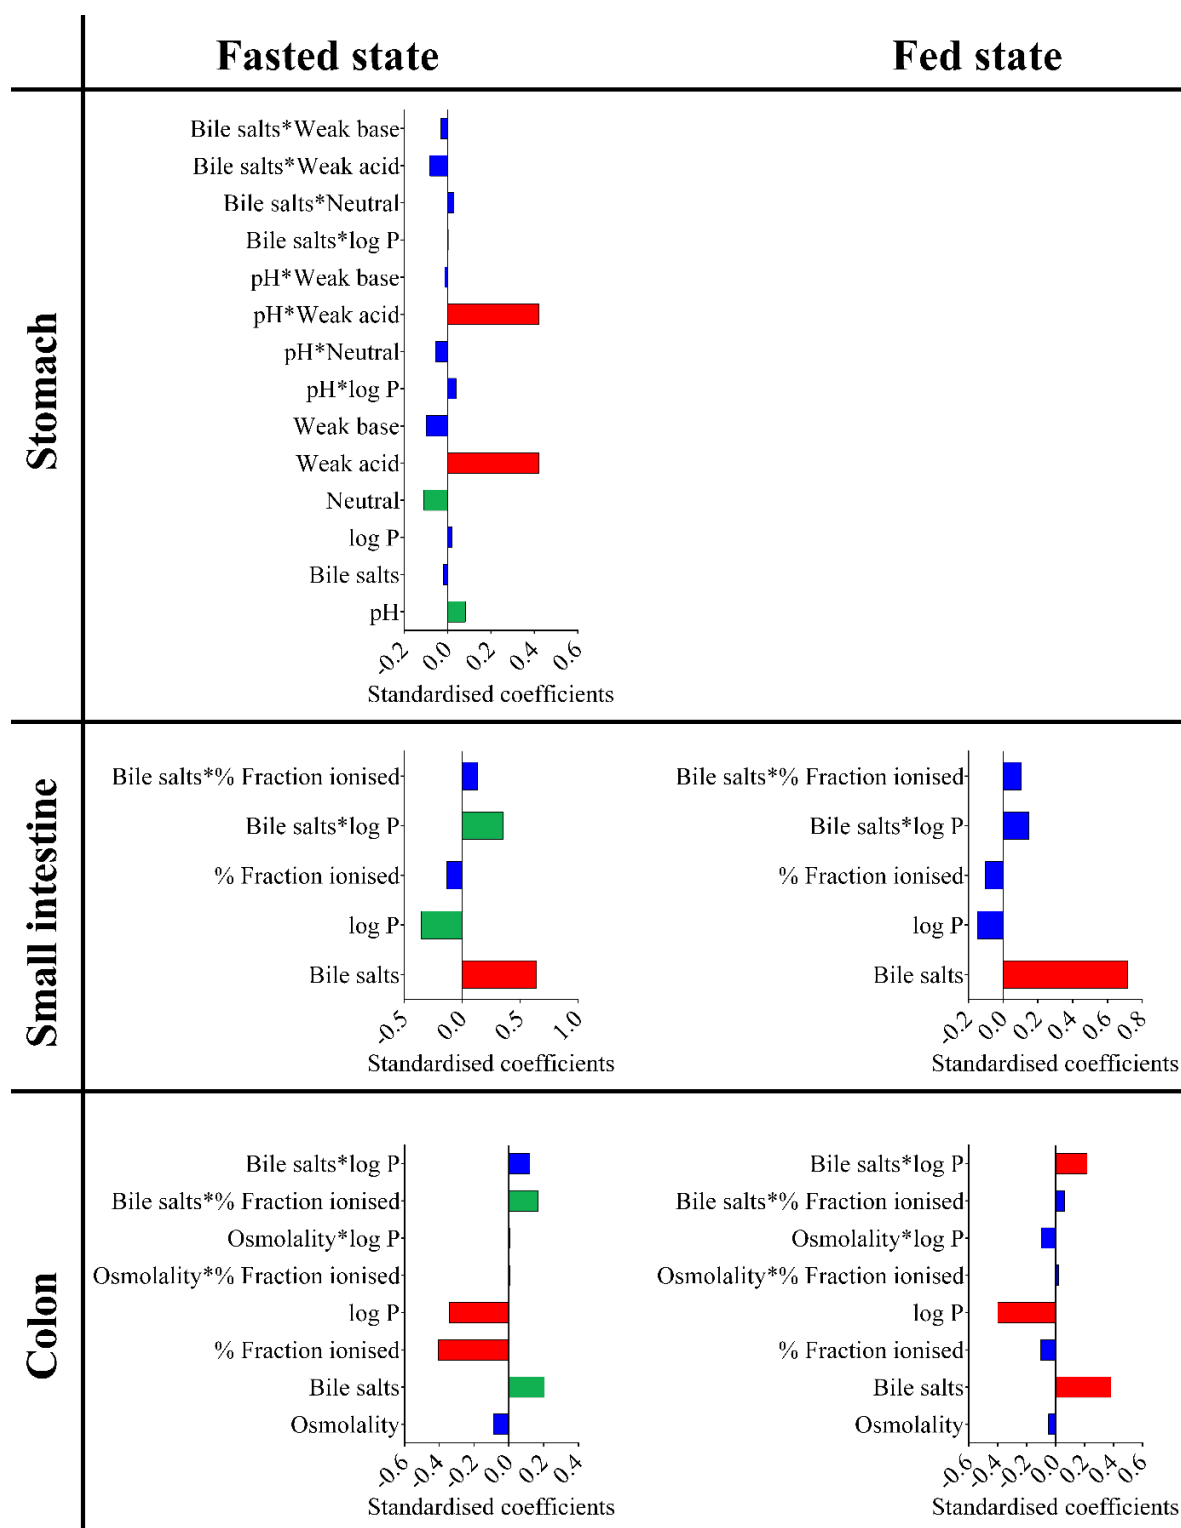 Fasted state
Fed state
Stomach
Bile salts*Weak base
Bile salts*Weak acid
Bile salts*Neutral
Bile salts*log P
pH*Weak base
pH*Weak acid
pH*Neutral
pH*log P
Weak base
Weak acid
Neutral
log P
Bile salts
pH
-0.2 0.0 0.2 0.4 0.6
Standardised coefficients
Small intestine
Bile salts*% Fraction ionised
Bile salts*log P
% Fraction ionised
log P
Bile salts
-0.5 0.0 0.5 1.0
Standardised coefficients
Bile salts*% Fraction ionised
Bile salts*log P
% Fraction ionised
log P
Bile salts
-0.2 0.0 0.2 0.4 0.6 0.8
Standardised coefficients
Colon
Bile salts*log P
Bile salts*% Fraction ionised
Osmolality*log P
Osmolality*% Fraction ionised
log P
% Fraction ionised
Bile salts
Osmolality
-0.6 -0.4 -0.2 0.0 0.2 0.4
Standardised coefficients
Bile salts*log P
Bile salts*% Fraction ionised
Osmolality*log P
Osmolality*% Fraction ionised
log P
% Fraction ionised
Bile salts
Osmolality
-0.6 -0.4 -0.2 0.0 0.2 0.4 0.6
Standardised coefficients